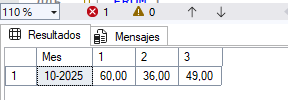 110 %
1
0
Resultados
Mensajes
Mes 1 2 3
1 10-2025 60,00 36,00 49,00